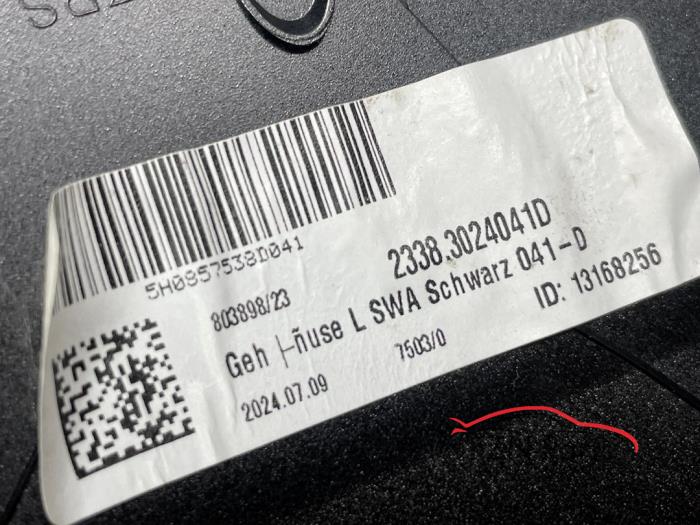 5H0857538D041
2338.3024041D
803898/23
Geh ├ñuse L SWA Schwarz 041-D
7503/0
ID: 13168256
2024.07.09